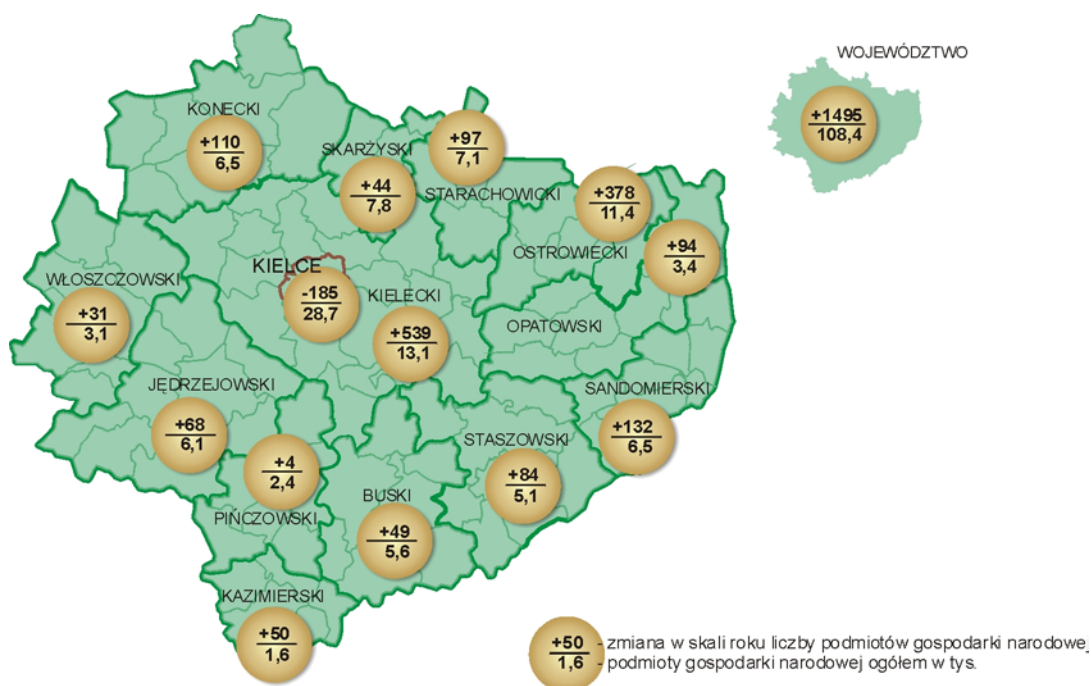 WOJEWÓDZTWO
+1495
108,4
KONECKI
+110
6,5
SKARŻYSKI
+44
7,8
+97
7,1
STARACHOWICKI
+378
11,4
OSTROWIECKI
+94
3,4
OPATOWSKI
WŁOSZCZOWSKI
+31
3,1
KIELCE
-185
28,7
KIELECKI
+539
13,1
JĘDRZEJOWSKI
+68
6,1
SANDOMIERSKI
+132
6,5
STASZOWSKI
+84
5,1
+4
2,4
PIŃCZOWSKI
BUSKI
+49
5,6
KAZIMIERSKI
+50
1,6
+50 - zmiana w skali roku liczby podmiotów gospodarki narodowej
1,6 - podmioty gospodarki narodowej ogółem w tys.